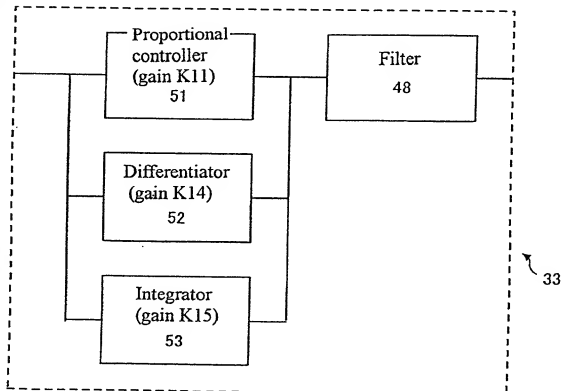 Proportional
controller
(gain K11)
51
Filter
48
Differentiator
(gain K14)
52
Integrator
(gain K15)
53
33